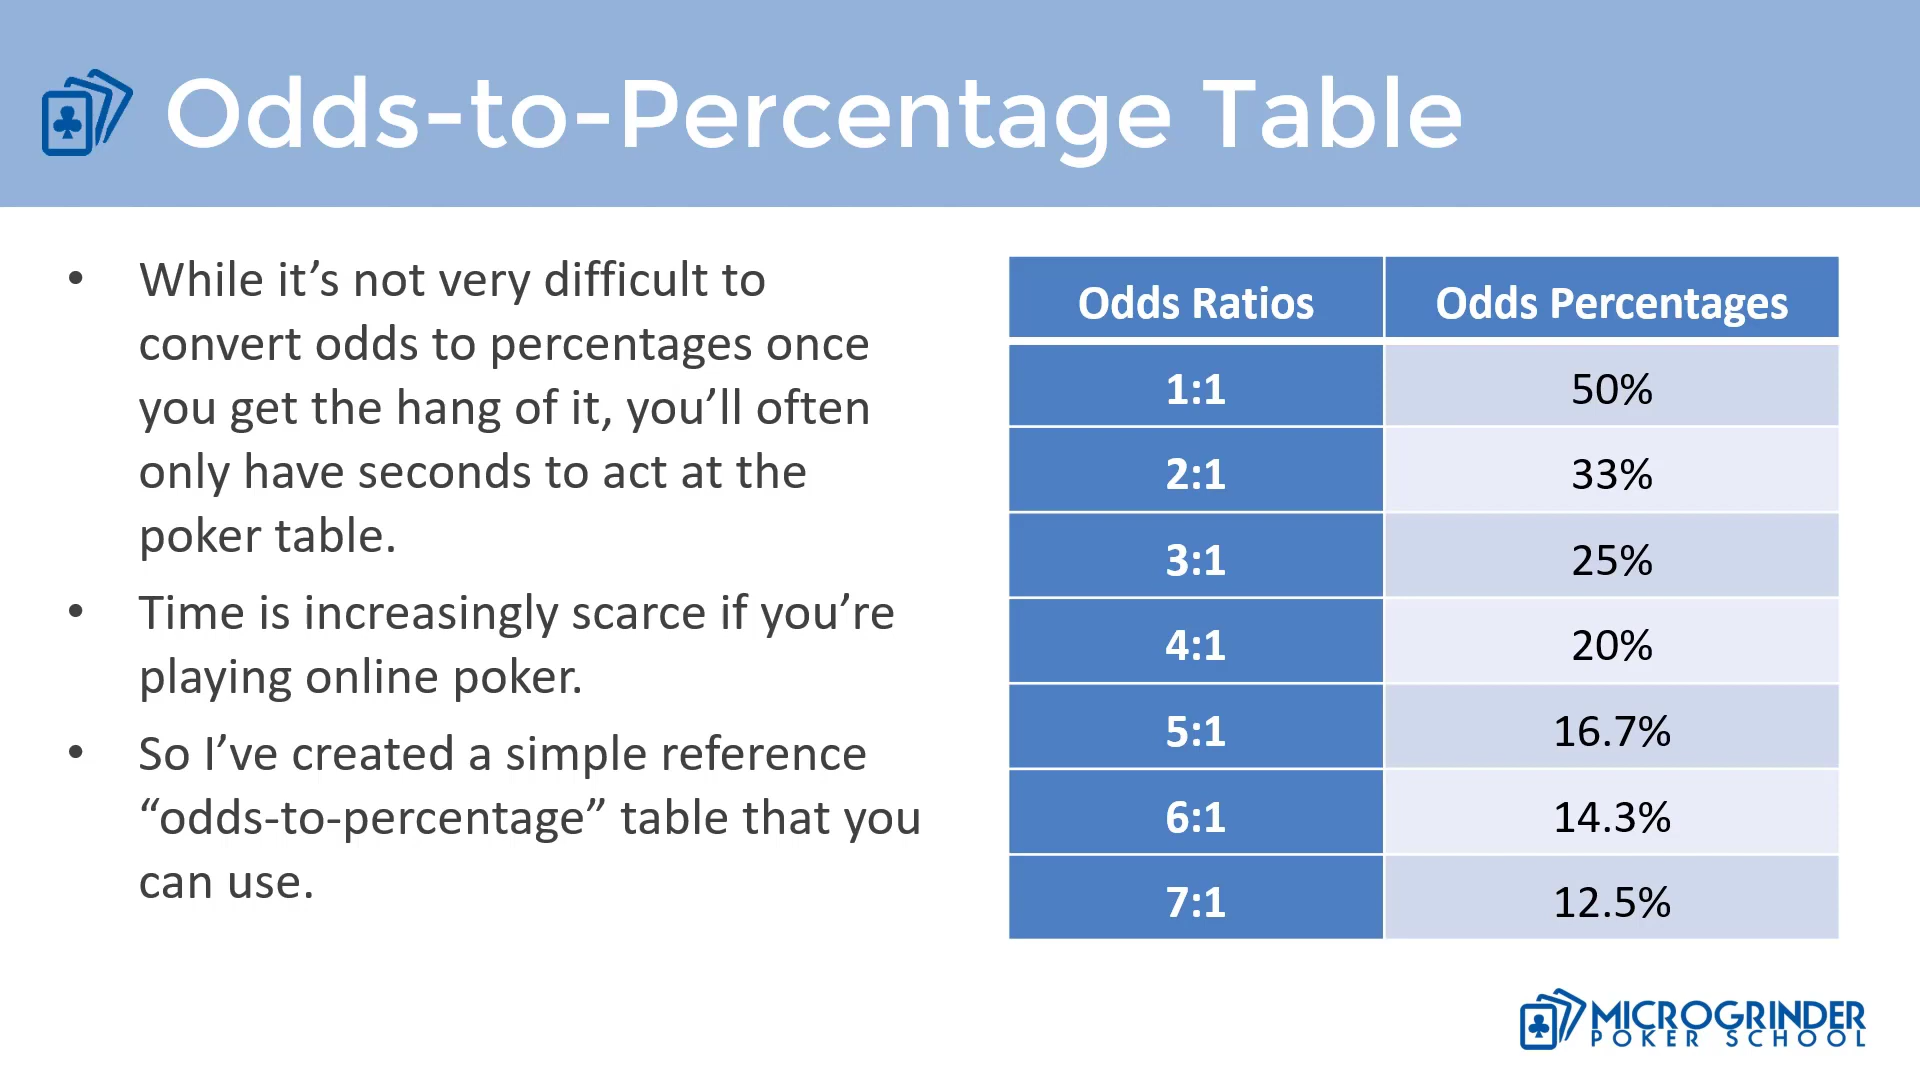 Odds-to-Percentage Table
• While it’s not very difficult to
convert odds to percentages once
you get the hang of it, you’ll often
only have seconds to act at the
poker table.
• Time is increasingly scarce if you’re
playing online poker.
• So I’ve created a simple reference
“odds-to-percentage” table that you
can use.
Odds Ratios Odds Percentages
1:1 50%
2:1 33%
3:1 25%
4:1 20%
5:1 16.7%
6:1 14.3%
7:1 12.5%
MICROGRINDER
POKER SCHOOL